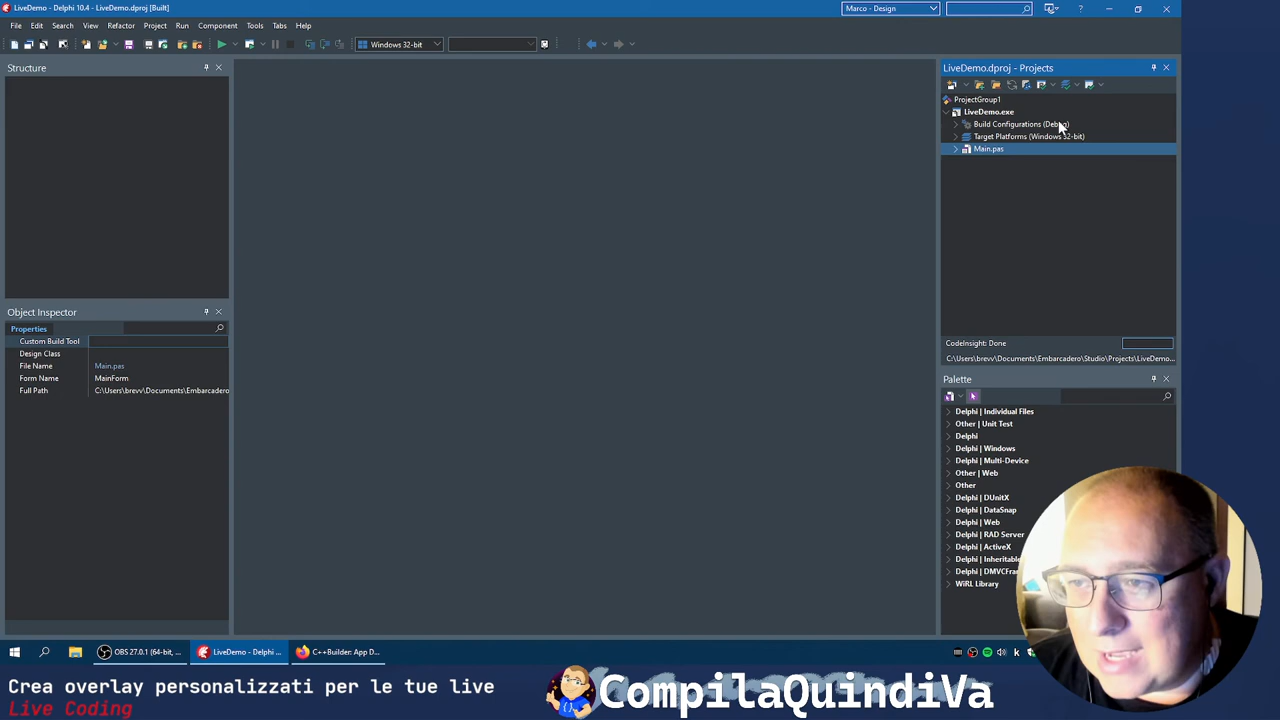 LiveDemo - Delphi 10.4 - LiveDemo.dproj [Built]
Marco - Design
File Edit Search View Refactor Project Run Component Tools Tabs Help
Windows 32-bit
Structure
LiveDemo.dproj - Projects
ProjectGroup1
LiveDemo.exe
Build Configurations (Debug)
Target Platforms (Windows 32-bit)
Main.pas
Object Inspector
Properties
Custom Build Tool
Design Class
File Name Main.pas
Form Name MainForm
Full Path C:\Users\brevv\Documents\Embarcadero
CodeInsight: Done
C:\Users\brevv\Documents\Embarcadero\Studio\Projects\LiveDemo...
Palette
Delphi | Individual Files
Other | Unit Test
Delphi
Delphi | Windows
Delphi | Multi-Device
Other | Web
Other
Delphi | DUnitX
Delphi | DataSnap
Delphi | Web
Delphi | RAD Server
Delphi | ActiveX
Delphi | Inheritable
Delphi | DMVCFra
WiRL Library
OBS 27.0.1 (64-bit, ...
LiveDemo - Delphi ...
C++Builder: App D...
Crea overlay personalizzati per le tue live
Live Coding
CompilaQuindiVa